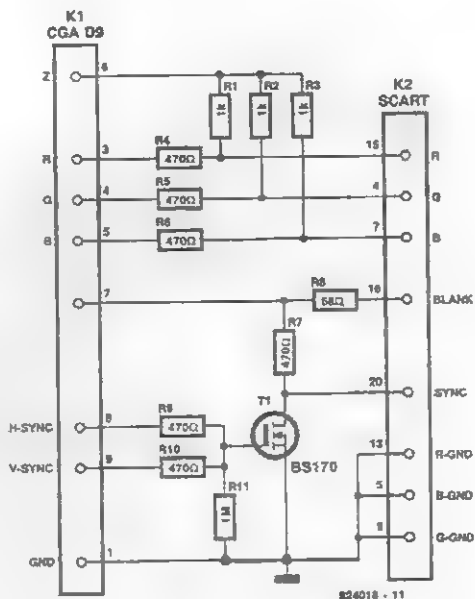 K1
CGA D9
K2
SCART
Z
6
R1
1k
R2
1k
R3
1k
R
3
R4
470Ω
15
R
G
4
R5
470Ω
4
G
B
5
R6
470Ω
7
B
7
R8
68Ω
16
BLANK
R7
470Ω
20
SYNC
T1
BS170
H-SYNC
8
R9
470Ω
V-SYNC
9
R10
470Ω
R11
1M
13
R-GND
5
B-GND
GND
1
G-GND
924018 - 11